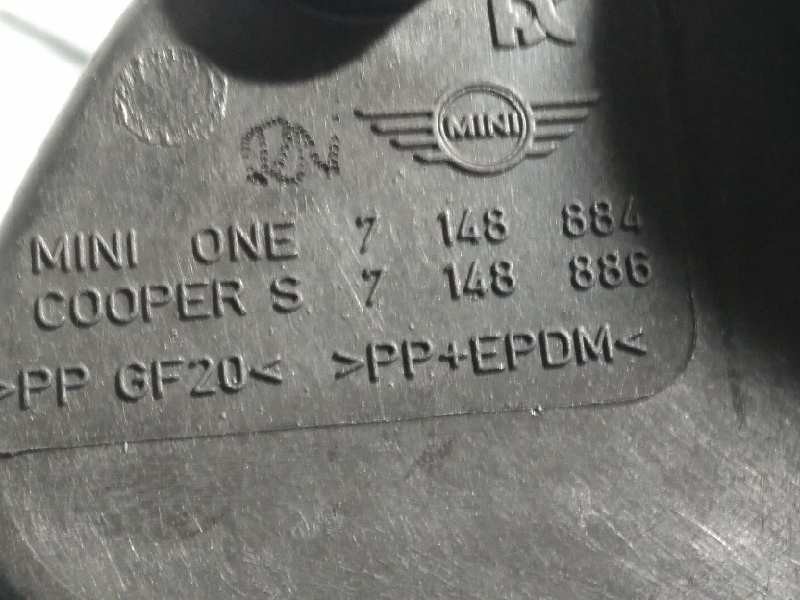 MINI
MINI ONE 7 148 884
COOPER S 7 148 886
>PP GF20< >PP+EPDM<